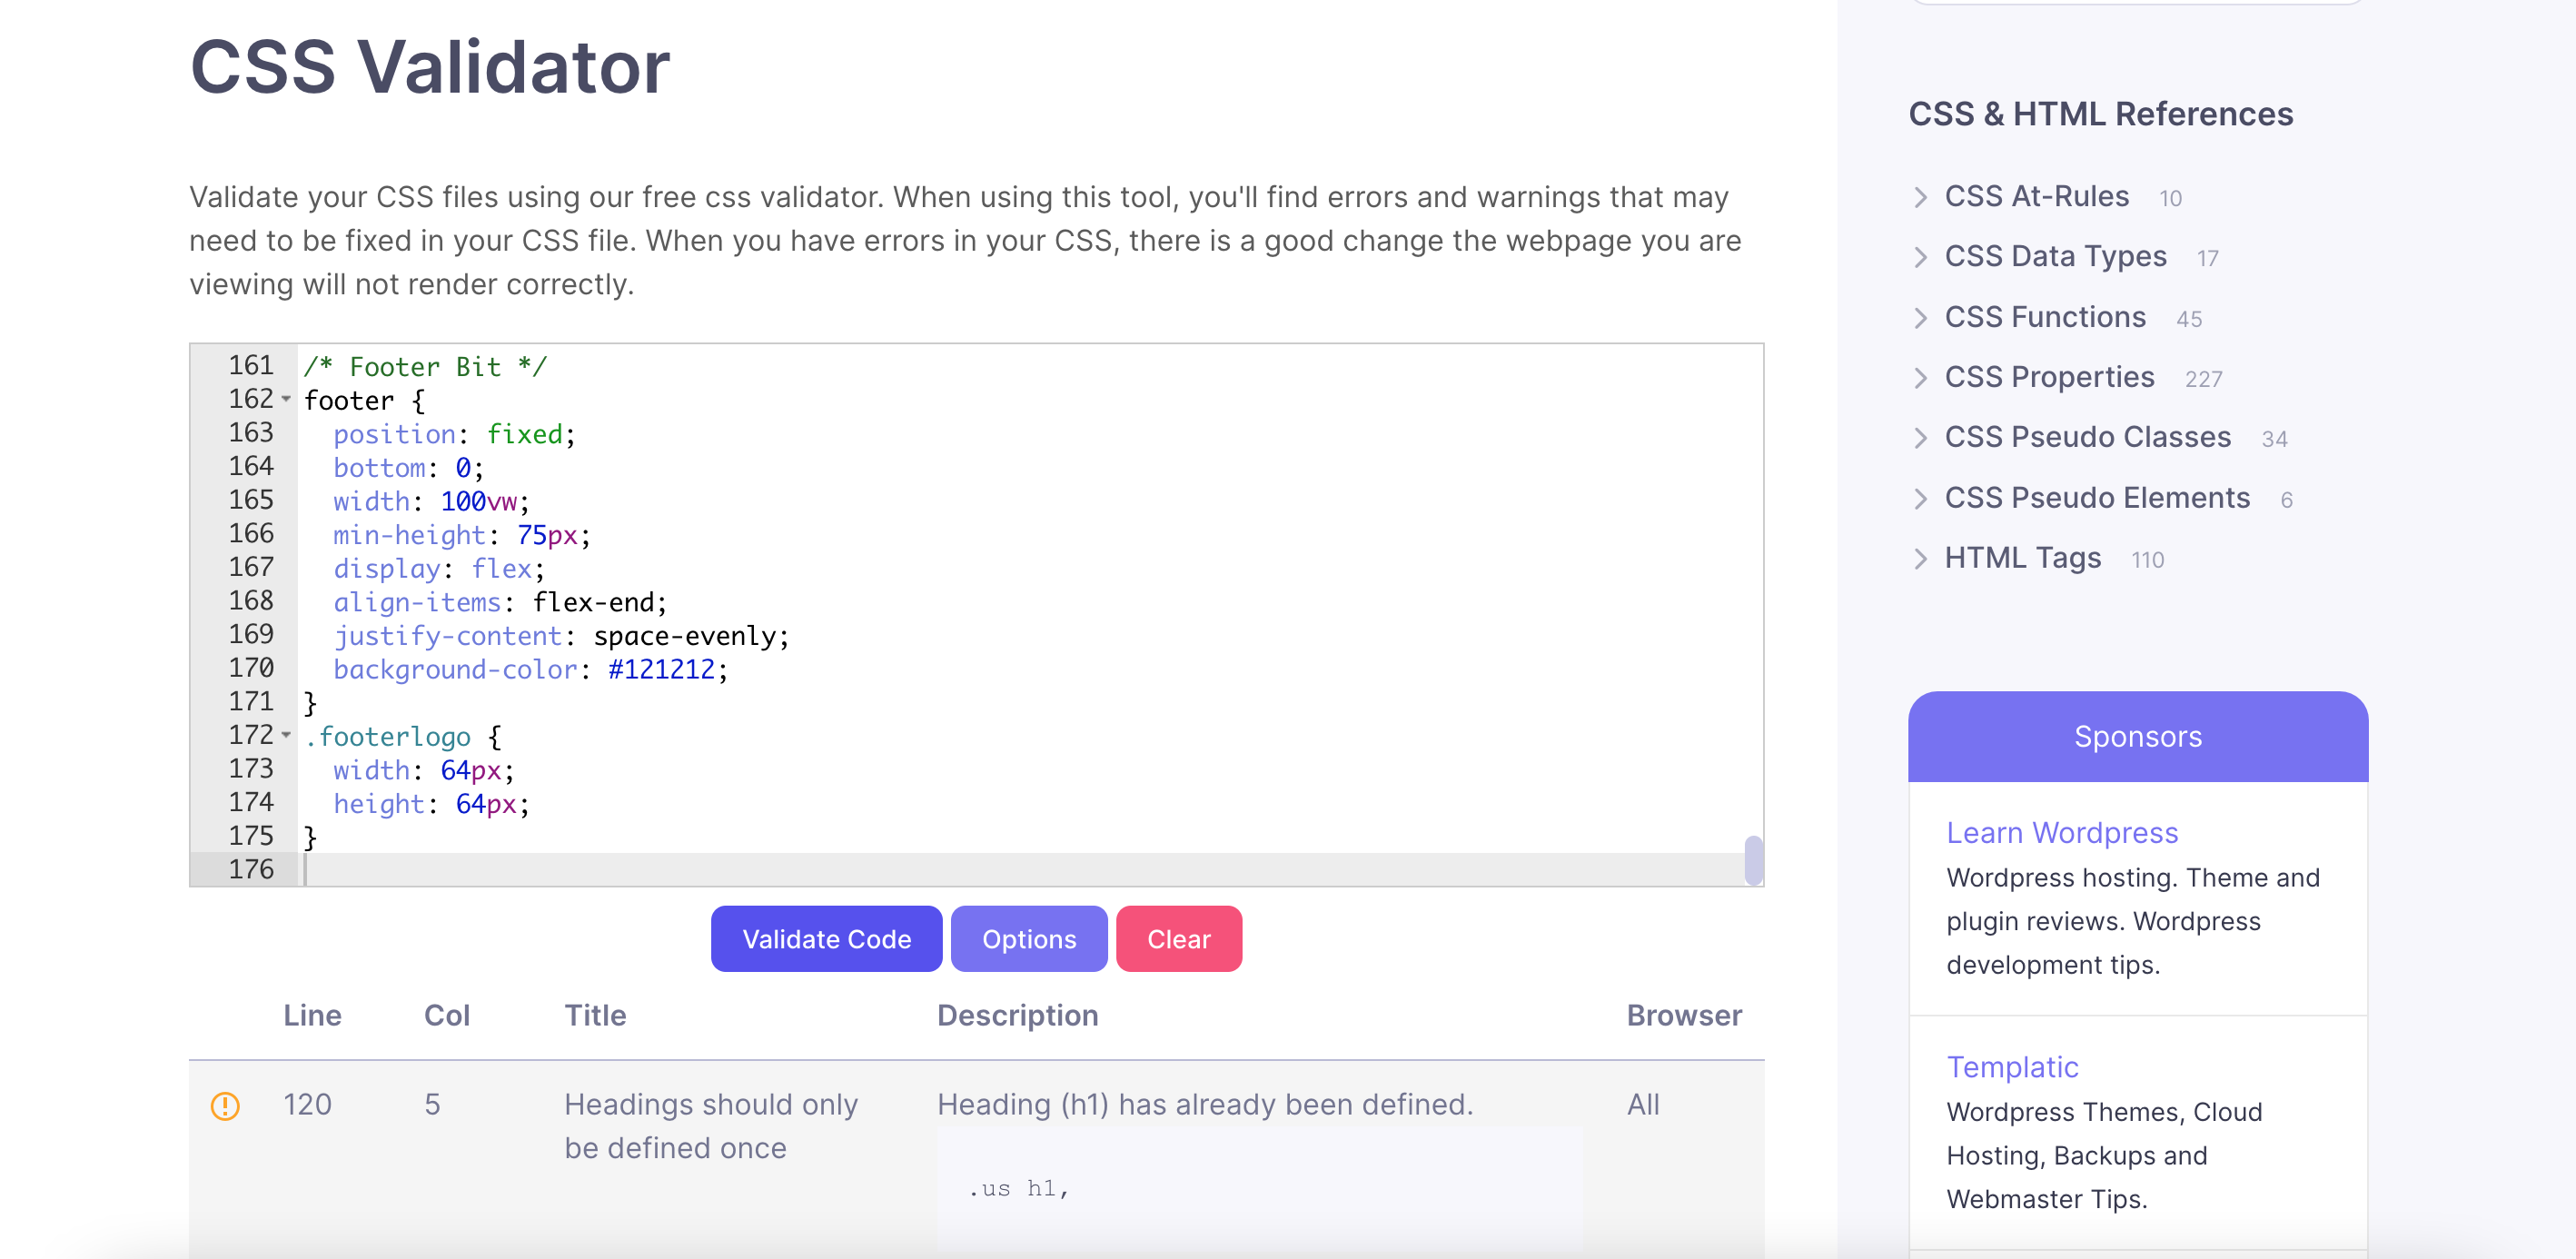 CSS Validator
Validate your CSS files using our free css validator. When using this tool, you'll find errors and warnings that may
need to be fixed in your CSS file. When you have errors in your CSS, there is a good change the webpage you are
viewing will not render correctly.
161 /* Footer Bit */
162 footer {
163 position: fixed;
164 bottom: 0;
165 width: 100vw;
166 min-height: 75px;
167 display: flex;
168 align-items: flex-end;
169 justify-content: space-evenly;
170 background-color: #121212;
171 }
172 .footerlogo {
173 width: 64px;
174 height: 64px;
175 }
176
Validate Code Options Clear
Line Col Title Description Browser
120 5 Headings should only Heading (h1) has already been defined. All
be defined once
.us h1,
CSS & HTML References
CSS At-Rules 10
CSS Data Types 17
CSS Functions 45
CSS Properties 227
CSS Pseudo Classes 34
CSS Pseudo Elements 6
HTML Tags 110
Sponsors
Learn Wordpress
Wordpress hosting. Theme and
plugin reviews. Wordpress
development tips.
Templatic
Wordpress Themes, Cloud
Hosting, Backups and
Webmaster Tips.